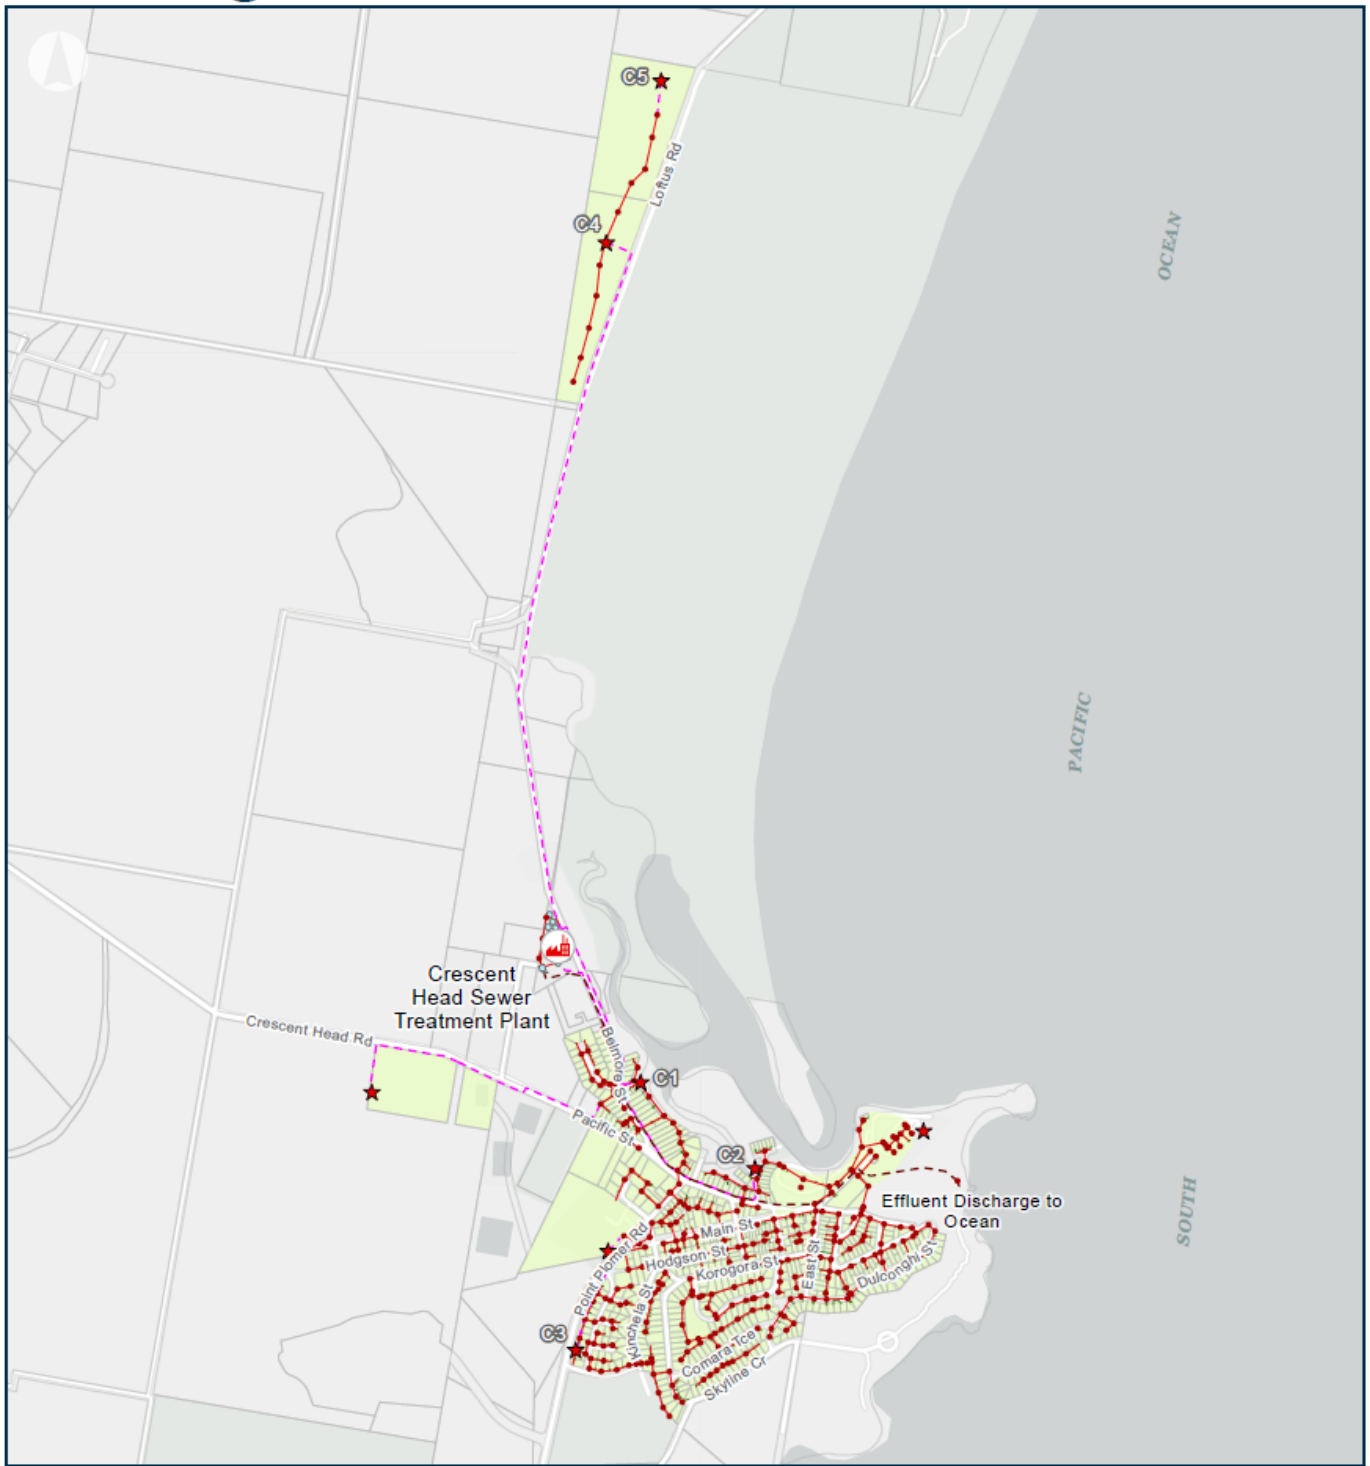 C5
Loftus Rd
C4
OCEAN
PACIFIC
Crescent
Head Sewer
Treatment Plant
Crescent Head Rd
Belmore St
C1
Pacific St
C2
Effluent Discharge to
Ocean
SOUTH
Main St
Point Plomer Rd
Hodgson St
Korogora St
East St
Dulconghi St
Kinchela St
C3
Comara Tce
Skyline Cr